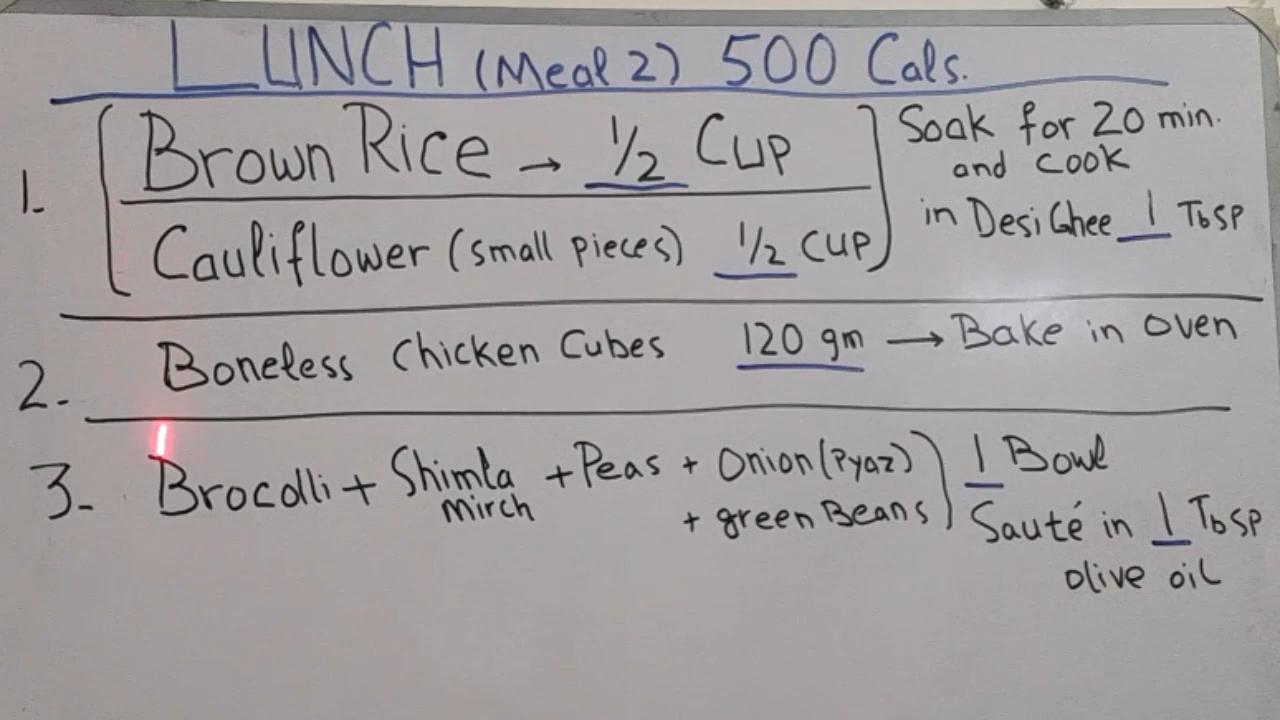 LUNCH (Meal 2) 500 Cals.
1. Brown Rice → 1/2 Cup
Cauliflower (small pieces) 1/2 Cup
Soak for 20 min.
and cook
in Desi Ghee 1 Tbsp
2. Boneless Chicken Cubes 120 gm → Bake in Oven
3. Brocolli + Shimla Mirch + Peas + Onion (Pyaz)
+ green Beans
1 Bowl
Sauté in 1 Tbsp
olive oil